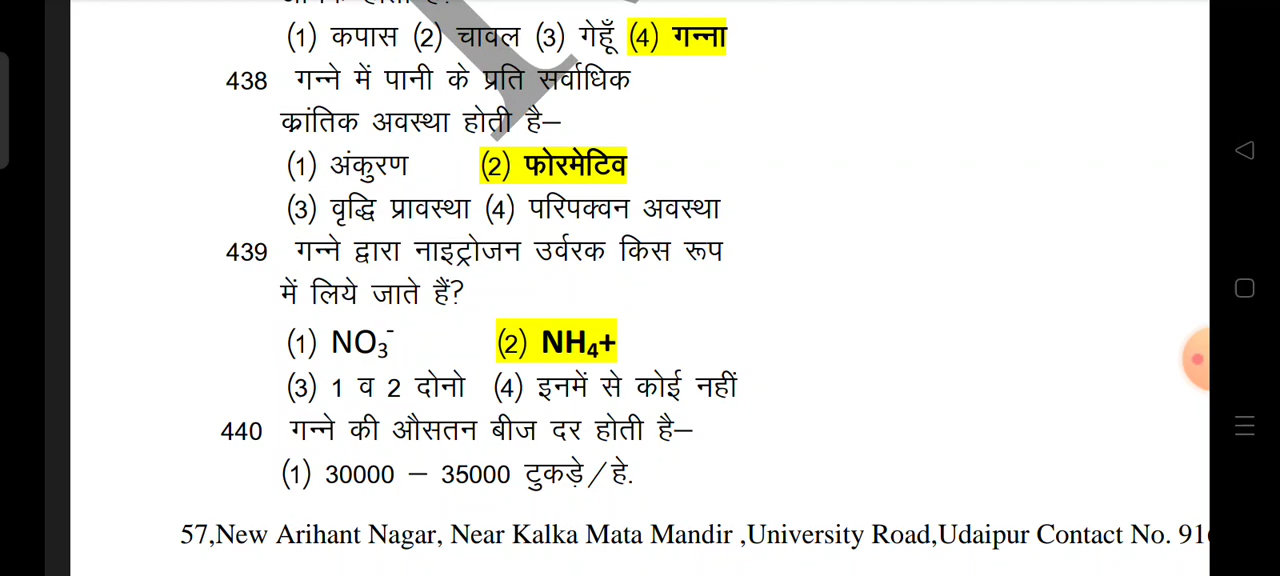 (1) कपास (2) चावल (3) गेहूँ (4) गन्ना
438 गन्ने में पानी के प्रति सर्वाधिक
क्रांतिक अवस्था होती है–
(1) अंकुरण (2) फोरमेटिव
(3) वृद्धि प्रावस्था (4) परिपक्वन अवस्था
439 गन्ने द्वारा नाइट्रोजन उर्वरक किस रूप
में लिये जाते हैं?
(1) NO₃⁻ (2) NH₄+
(3) 1 व 2 दोनो (4) इनमें से कोई नहीं
440 गन्ने की औसतन बीज दर होती है–
(1) 30000 – 35000 टुकड़े/हे.
57,New Arihant Nagar, Near Kalka Mata Mandir ,University Road,Udaipur Contact No. 91